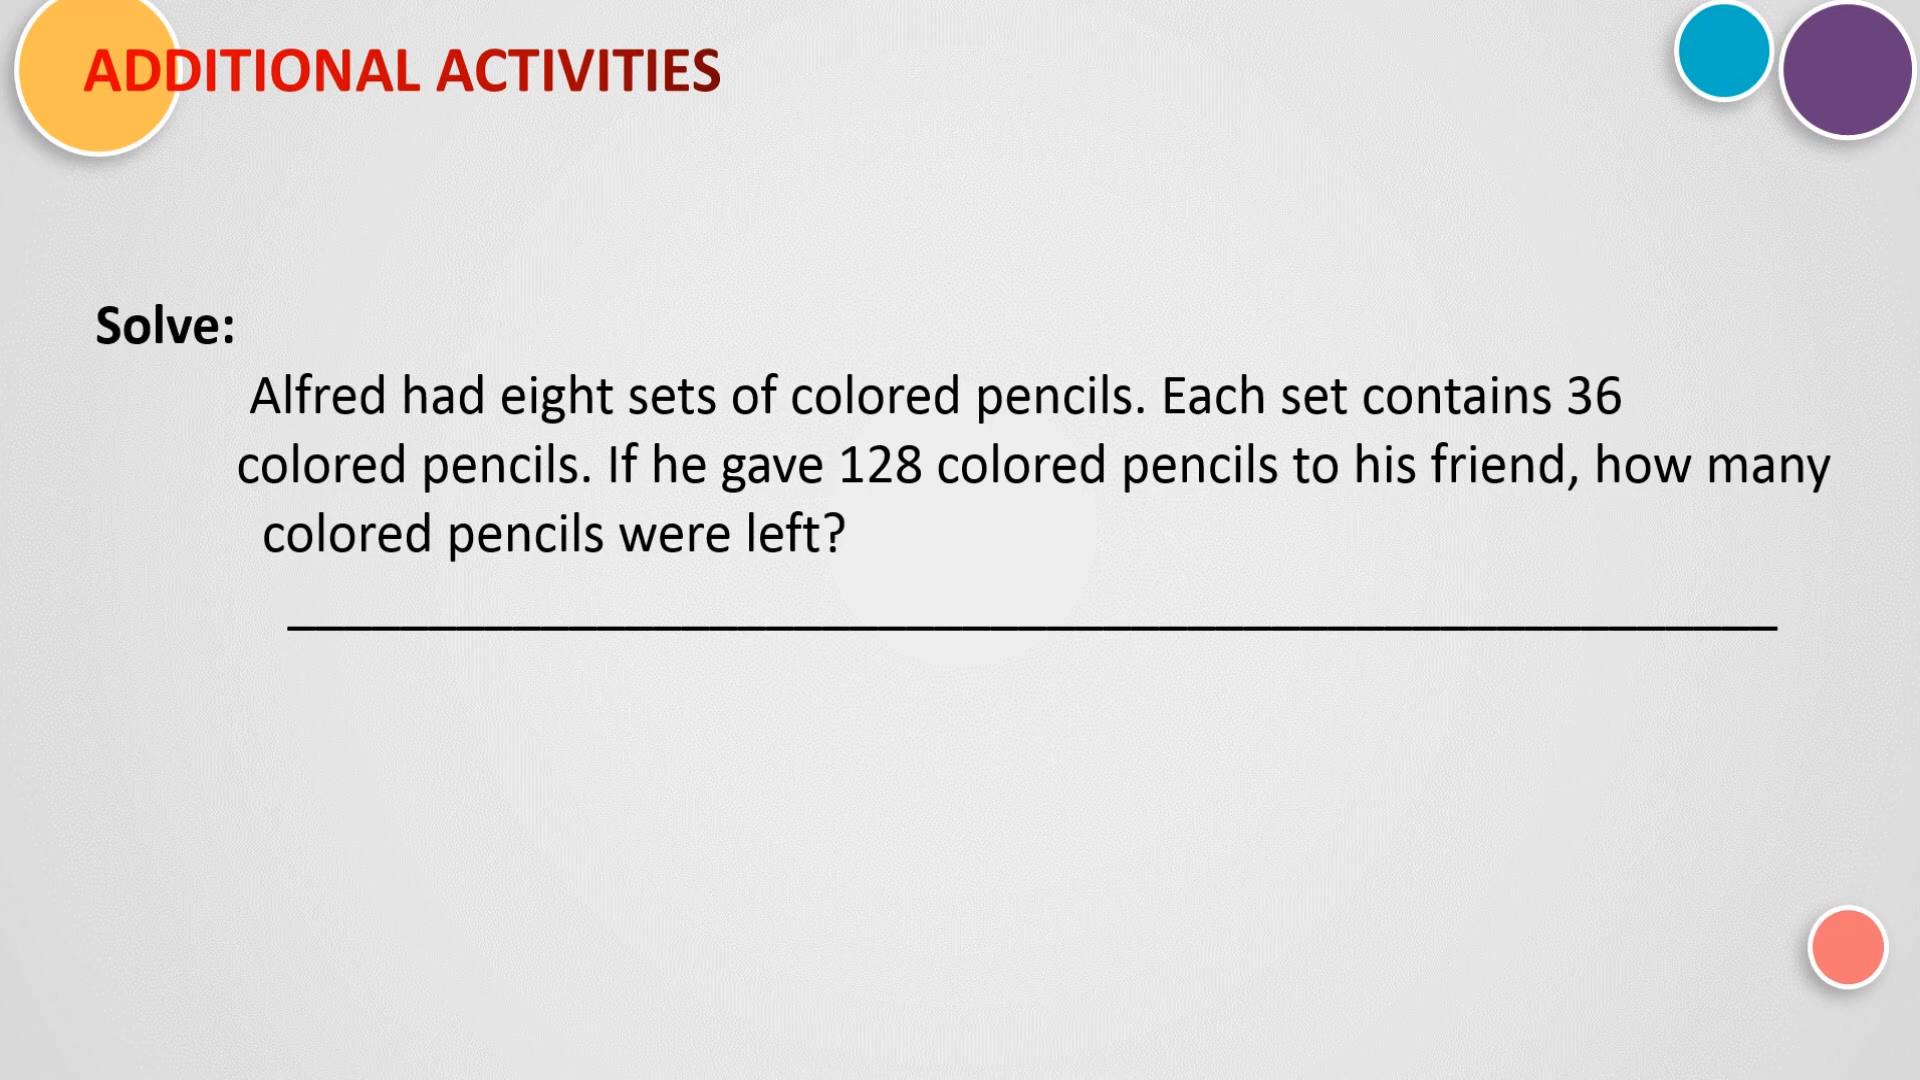 ADDITIONAL ACTIVITIES
Solve:
Alfred had eight sets of colored pencils. Each set contains 36
colored pencils. If he gave 128 colored pencils to his friend, how many
colored pencils were left?